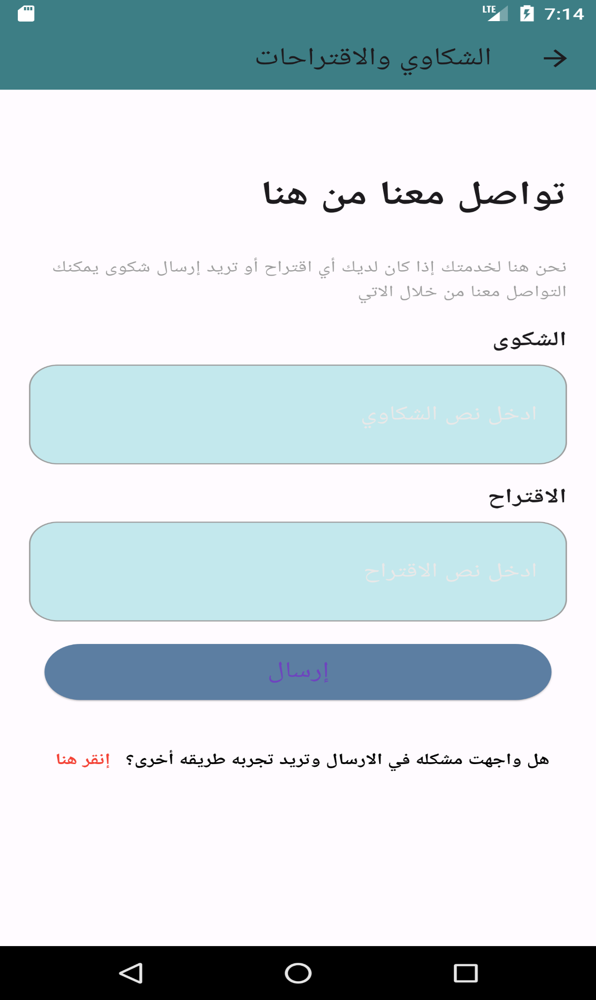 LTE 7:14
الشكاوي والاقتراحات
تواصل معنا من هنا
نحن هنا لخدمتك إذا كان لديك أي اقتراح أو تريد إرسال شكوى يمكنك
التواصل معنا من خلال الاتي
الشكوى
ادخل نص الشكاوي
الاقتراح
ادخل نص الاقتراح
إرسال
هل واجهت مشكله في الارسال وتريد تجربه طريقه أخرى؟ إنقر هنا